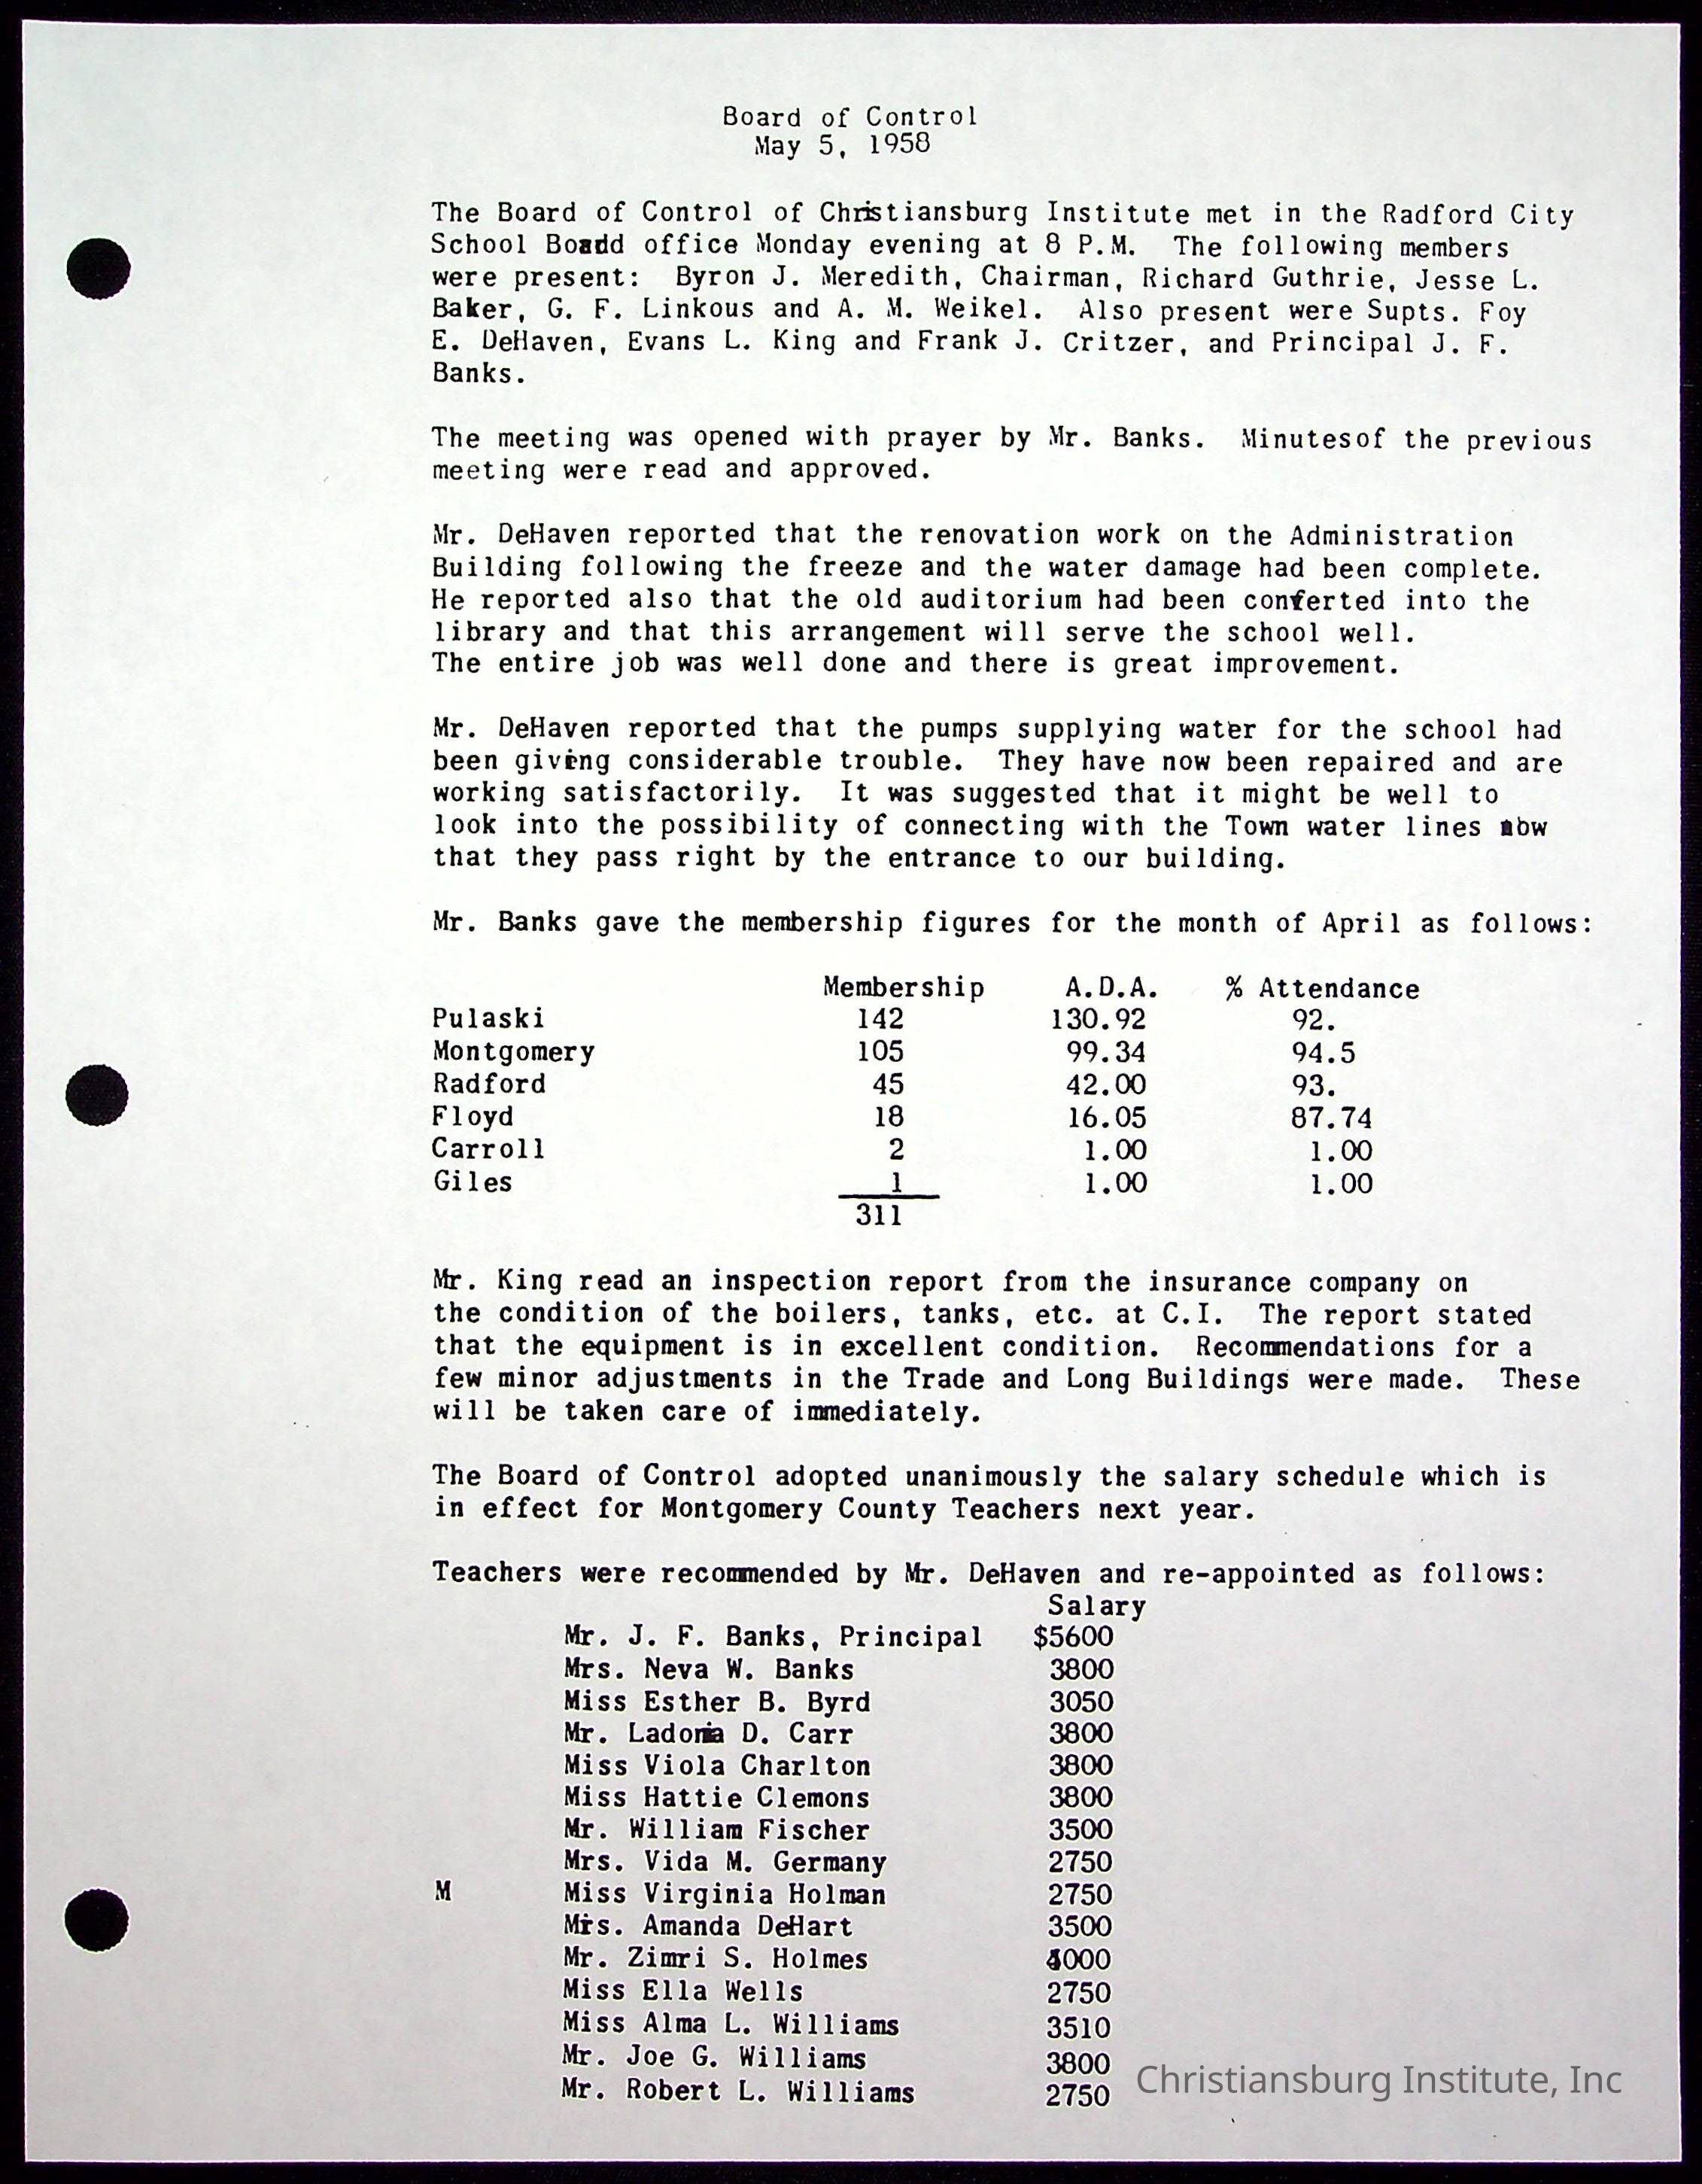 Board of Control
May 5, 1958
The Board of Control of Christiansburg Institute met in the Radford City
School Boadd office Monday evening at 8 P.M. The following members
were present: Byron J. Meredith, Chairman, Richard Guthrie, Jesse L.
Baker, G. F. Linkous and A. M. Weikel. Also present were Supts. Foy
E. DeHaven, Evans L. King and Frank J. Critzer, and Principal J. F.
Banks.
The meeting was opened with prayer by Mr. Banks. Minutesof the previous
meeting were read and approved.
Mr. DeHaven reported that the renovation work on the Administration
Building following the freeze and the water damage had been complete.
He reported also that the old auditorium had been converted into the
library and that this arrangement will serve the school well.
The entire job was well done and there is great improvement.
Mr. DeHaven reported that the pumps supplying water for the school had
been giving considerable trouble. They have now been repaired and are
working satisfactorily. It was suggested that it might be well to
look into the possibility of connecting with the Town water lines now
that they pass right by the entrance to our building.
Mr. Banks gave the membership figures for the month of April as follows:
Membership A.D.A. % Attendance
Pulaski 142 130.92 92.
Montgomery 105 99.34 94.5
Radford 45 42.00 93.
Floyd 18 16.05 87.74
Carroll 2 1.00 1.00
Giles 1 1.00 1.00
311
Mr. King read an inspection report from the insurance company on
the condition of the boilers, tanks, etc. at C.I. The report stated
that the equipment is in excellent condition. Recommendations for a
few minor adjustments in the Trade and Long Buildings were made. These
will be taken care of immediately.
The Board of Control adopted unanimously the salary schedule which is
in effect for Montgomery County Teachers next year.
Teachers were recommended by Mr. DeHaven and re-appointed as follows:
Salary
Mr. J. F. Banks, Principal $5600
Mrs. Neva W. Banks 3800
Miss Esther B. Byrd 3050
Mr. D. Carr 3800
Miss Viola Charlton 3800
Miss Hattie Clemons 3800
Mr. William Fischer 3500
Mrs. Vida M. Germany 2750
M Miss Virginia Holman 2750
Mrs. Amanda DeHart 3500
Mr. Zimri S. Holmes 4000
Miss Ella Wells 2750
Miss Alma L. Williams 3510
Mr. Joe G. Williams 3800
Mr. Robert L. Williams 2750
Christiansburg Institute, Inc